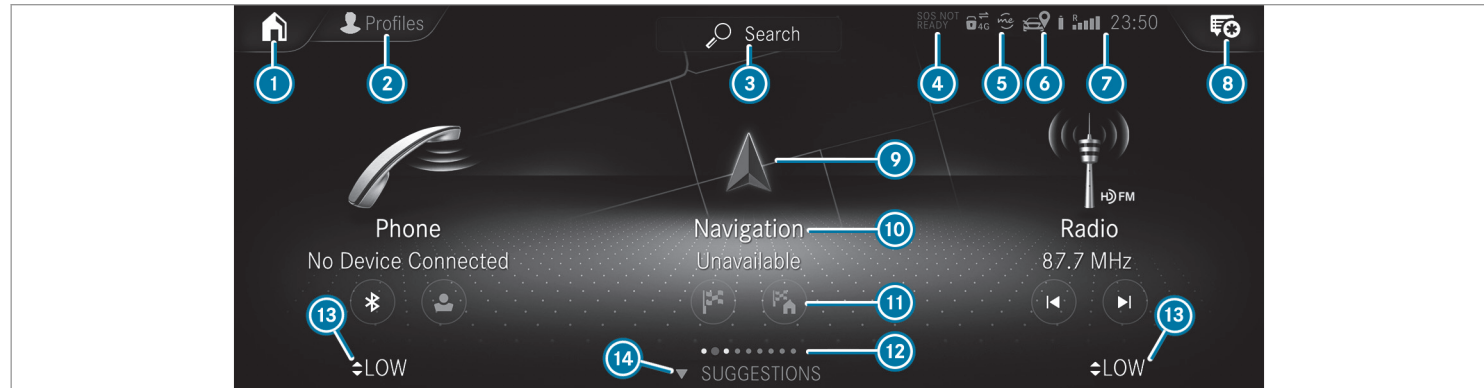 Profiles
Search
SOS NOT
READY
4G
me
R
23:50
1
2
3
4
5
6
7
8
9
HD FM
Phone
Navigation
10
Radio
No Device Connected
Unavailable
87.7 MHz
11
13
13
12
14
LOW
SUGGESTIONS
LOW